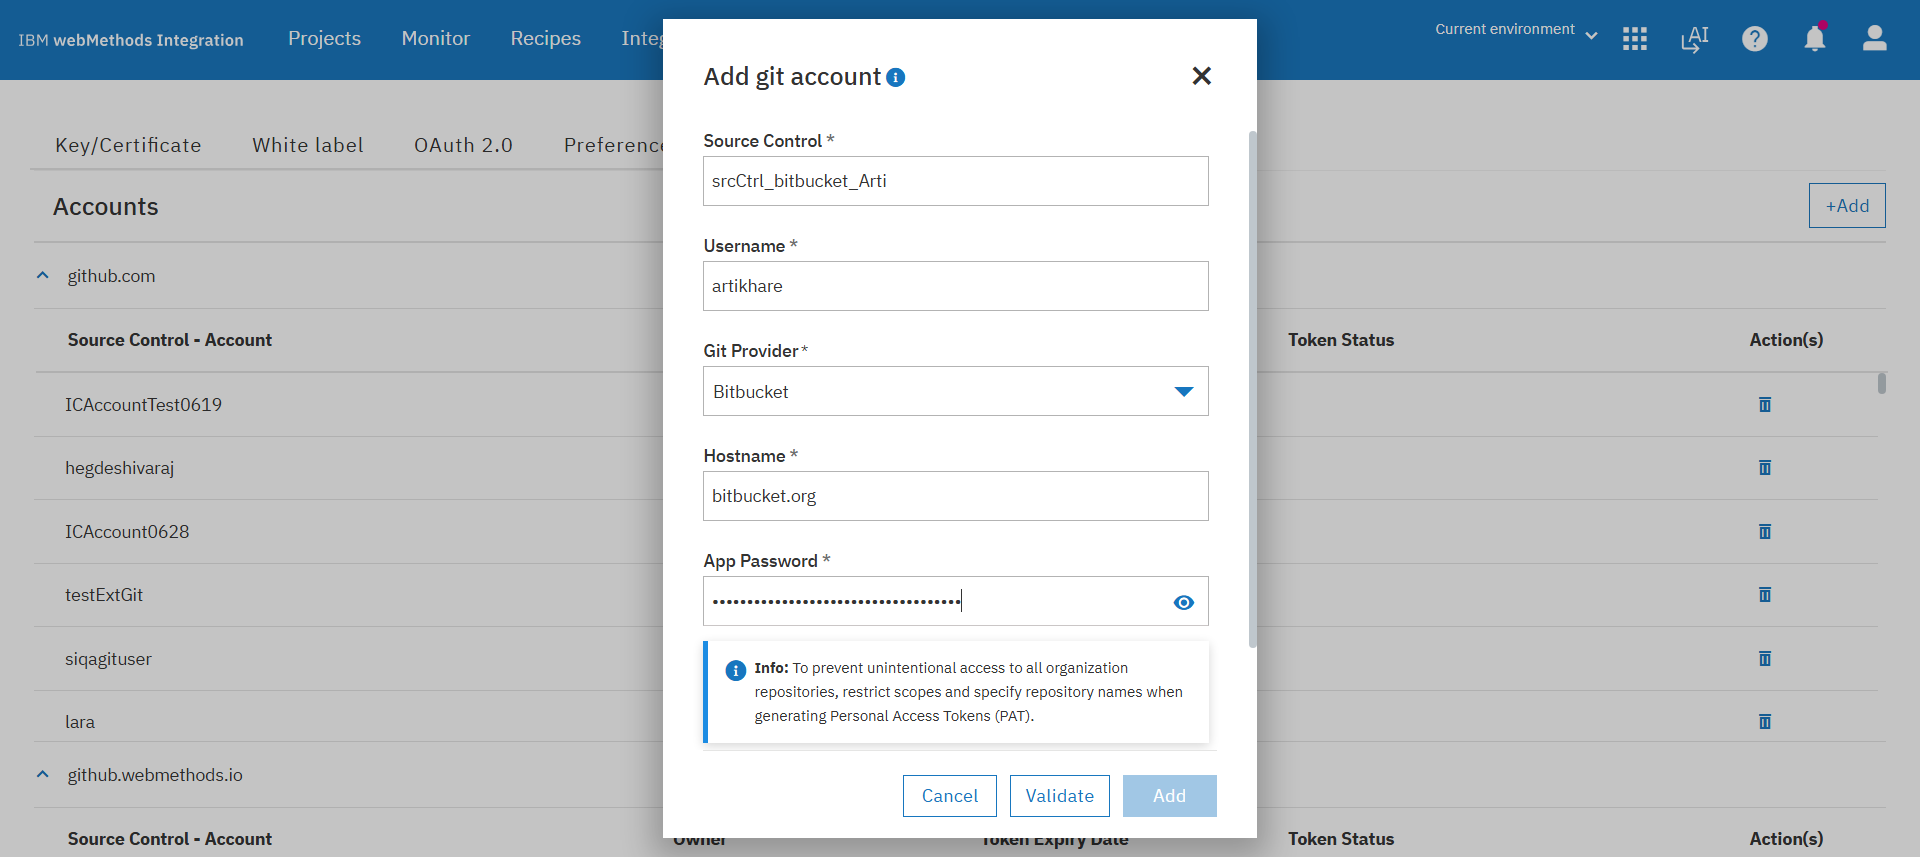 IBM webMethods Integration
Projects
Monitor
Recipes
Integ
Current environment
AI
Add git account
Key/Certificate
White label
OAuth 2.0
Preference
Accounts
+Add
github.com
Source Control - Account
Token Status
Action(s)
ICAccountTest0619
hegdeshivaraj
ICAccount0628
testExtGit
siqagituser
lara
github.webmethods.io
Source Control - Account
Owner
Token Expiry Date
Token Status
Action(s)
Source Control *
srcCtrl_bitbucket_Arti
Username *
artikhare
Git Provider *
Bitbucket
Hostname *
bitbucket.org
App Password *
Info: To prevent unintentional access to all organization
repositories, restrict scopes and specify repository names when
generating Personal Access Tokens (PAT).
Cancel
Validate
Add